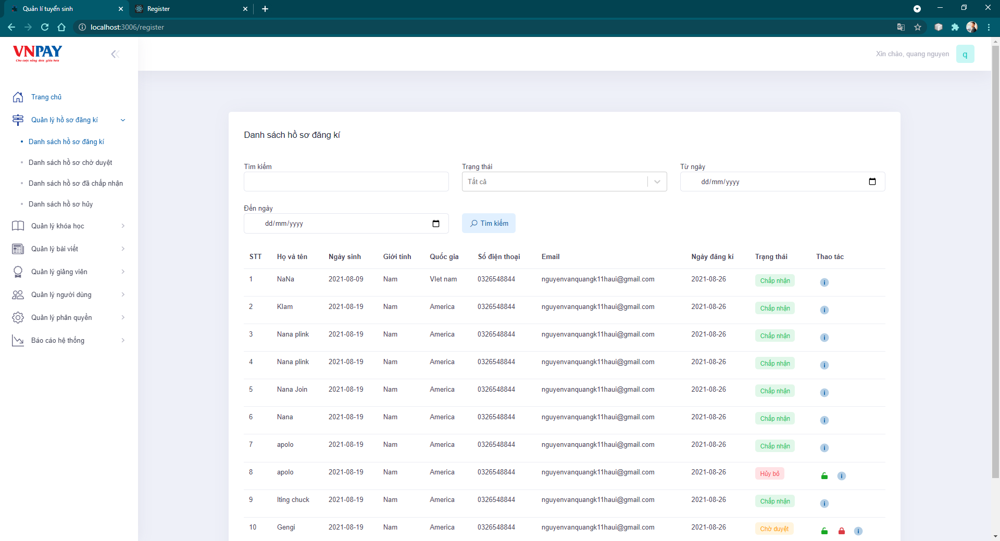 Quản lí tuyển sinh
Register
localhost:3006/register
VNPAY
Cho cuộc sống đơn giản hơn
Xin chào, quang nguyen
q
Trang chủ
Quản lý hồ sơ đăng kí
Danh sách hồ sơ đăng kí
Danh sách hồ sơ chờ duyệt
Danh sách hồ sơ đã chấp nhận
Danh sách hồ sơ hủy
Quản lý khóa học
Quản lý bài viết
Quản lý giảng viên
Quản lý người dùng
Quản lý phân quyền
Báo cáo hệ thống
Danh sách hồ sơ đăng kí
Tìm kiếm
Trạng thái
Từ ngày
Tất cả
dd/mm/yyyy
Đến ngày
dd/mm/yyyy
Tìm kiếm
STT Họ và tên Ngày sinh Giới tính Quốc gia Số điện thoại Email Ngày đăng kí Trạng thái Thao tác
1 NaNa 2021-08-09 Nam VIet nam 0326548844 nguyenvanquangk11haui@gmail.com 2021-08-26 Chấp nhận
2 Klam 2021-08-19 Nam America 0326548844 nguyenvanquangk11haui@gmail.com 2021-08-26 Chấp nhận
3 Nana plink 2021-08-19 Nam America 0326548844 nguyenvanquangk11haui@gmail.com 2021-08-26 Chấp nhận
4 Nana plink 2021-08-19 Nam America 0326548844 nguyenvanquangk11haui@gmail.com 2021-08-26 Chấp nhận
5 Nana Join 2021-08-19 Nam America 0326548844 nguyenvanquangk11haui@gmail.com 2021-08-26 Chấp nhận
6 Nana 2021-08-19 Nam America 0326548844 nguyenvanquangk11haui@gmail.com 2021-08-26 Chấp nhận
7 apolo 2021-08-19 Nam America 0326548844 nguyenvanquangk11haui@gmail.com 2021-08-26 Chấp nhận
8 apolo 2021-08-19 Nam America 0326548844 nguyenvanquangk11haui@gmail.com 2021-08-26 Hủy bỏ
9 Iting chuck 2021-08-19 Nam America 0326548844 nguyenvanquangk11haui@gmail.com 2021-08-26 Chấp nhận
10 Gengi 2021-08-19 Nam America 0326548844 nguyenvanquangk11haui@gmail.com 2021-08-26 Chờ duyệt